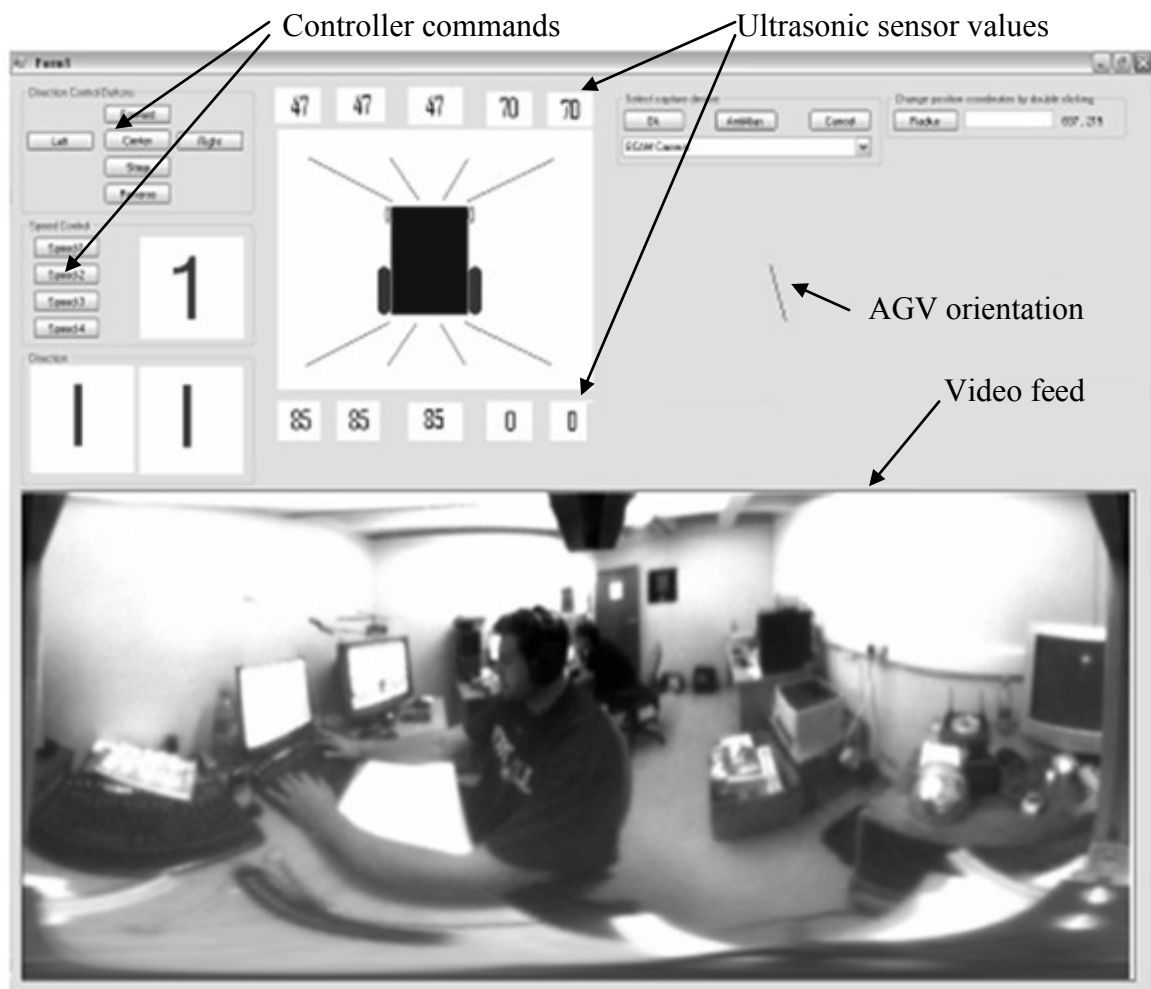 Controller commands
Ultrasonic sensor values
Form1
Direction Control Buttons
Forward
Left
Center
Right
Stop
Reverse
47
47
47
70
70
Select capture device
Ok
Cancel
Change position coordinates by double clicking
Radius
Speed Control
Speed1
Speed2
Speed3
Speed4
1
AGV orientation
Direction
85
85
85
0
0
Video feed